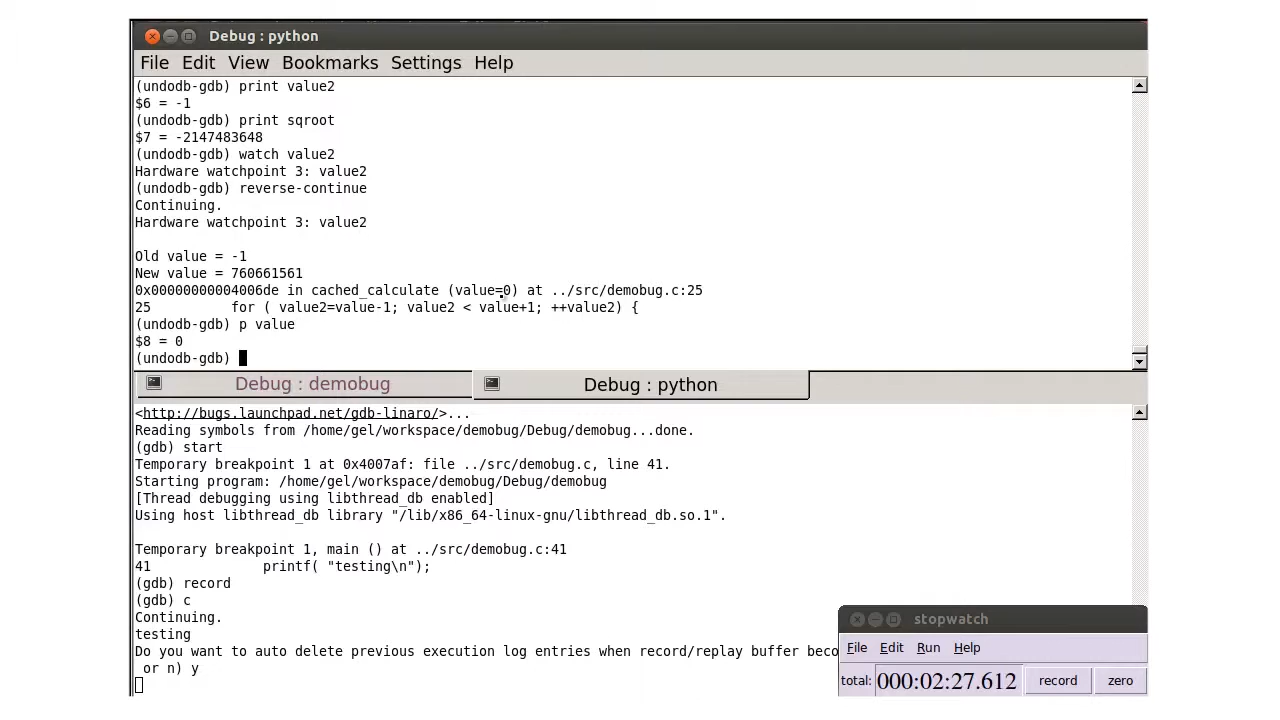 Debug : python
File Edit View Bookmarks Settings Help
(undodb-gdb) print value2
$6 = -1
(undodb-gdb) print sqroot
$7 = -2147483648
(undodb-gdb) watch value2
Hardware watchpoint 3: value2
(undodb-gdb) reverse-continue
Continuing.
Hardware watchpoint 3: value2
Old value = -1
New value = 760661561
0x00000000004006de in cached_calculate (value=0) at ../src/demobug.c:25
25          for ( value2=value-1; value2 < value+1; ++value2) {
(undodb-gdb) p value
$8 = 0
(undodb-gdb)
Debug : demobug Debug : python
<http://bugs.launchpad.net/gdb-linaro/>...
Reading symbols from /home/gel/workspace/demobug/Debug/demobug...done.
(gdb) start
Temporary breakpoint 1 at 0x4007af: file ../src/demobug.c, line 41.
Starting program: /home/gel/workspace/demobug/Debug/demobug
[Thread debugging using libthread_db enabled]
Using host libthread_db library "/lib/x86_64-linux-gnu/libthread_db.so.1".
Temporary breakpoint 1, main () at ../src/demobug.c:41
41              printf( "testing\n");
(gdb) record
(gdb) c
Continuing.
testing
Do you want to auto delete previous execution log entries when record/replay buffer beco
or n) y
stopwatch
File Edit Run Help
total: 000:02:27.612 record zero